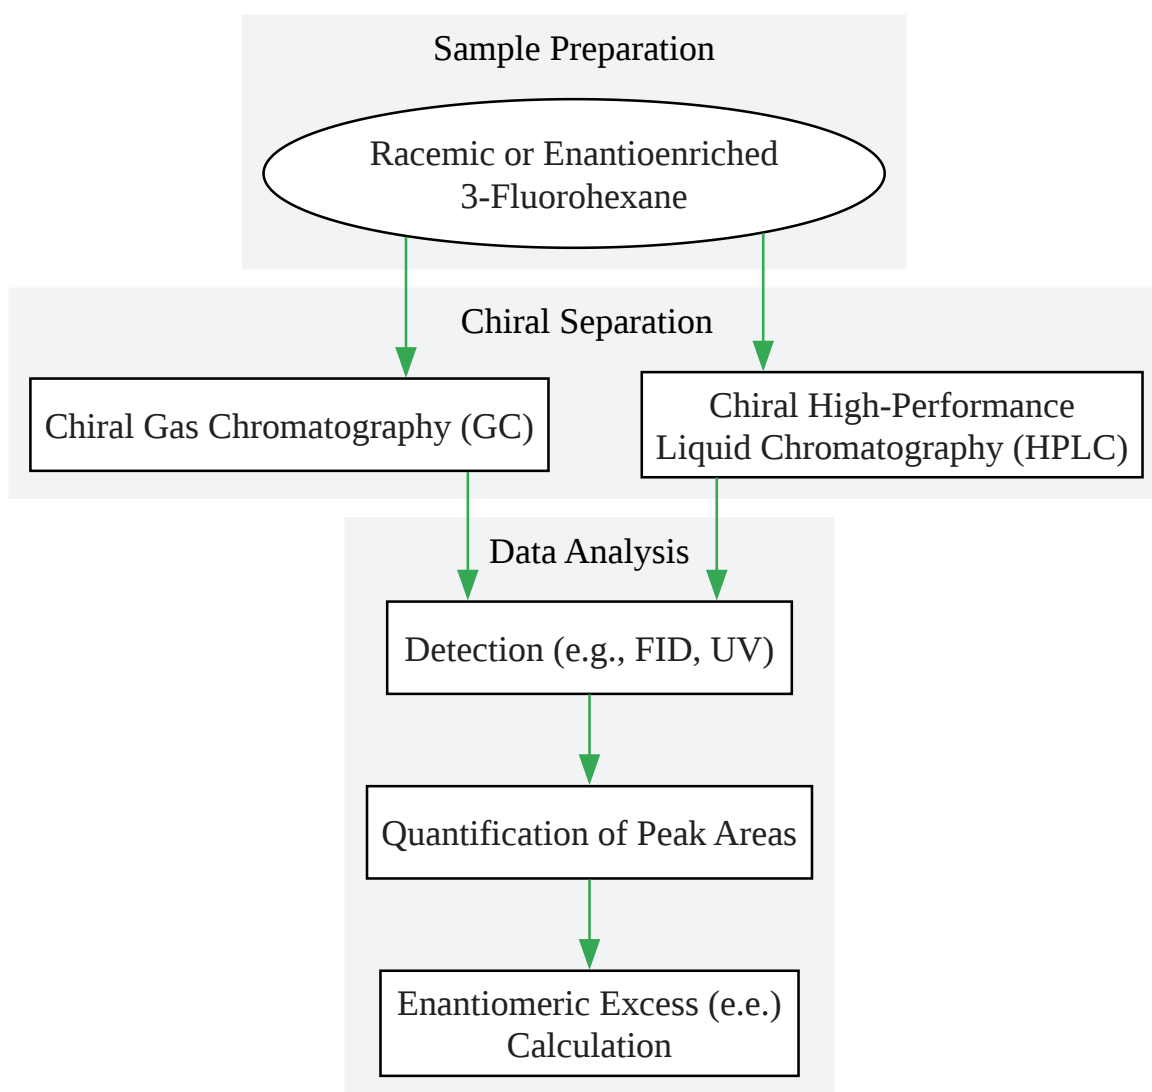 Sample Preparation
Racemic or Enantioenriched
3-Fluorohexane
Chiral Separation
Chiral Gas Chromatography (GC)
Chiral High-Performance
Liquid Chromatography (HPLC)
Data Analysis
Detection (e.g., FID, UV)
Quantification of Peak Areas
Enantiomeric Excess (e.e.)
Calculation